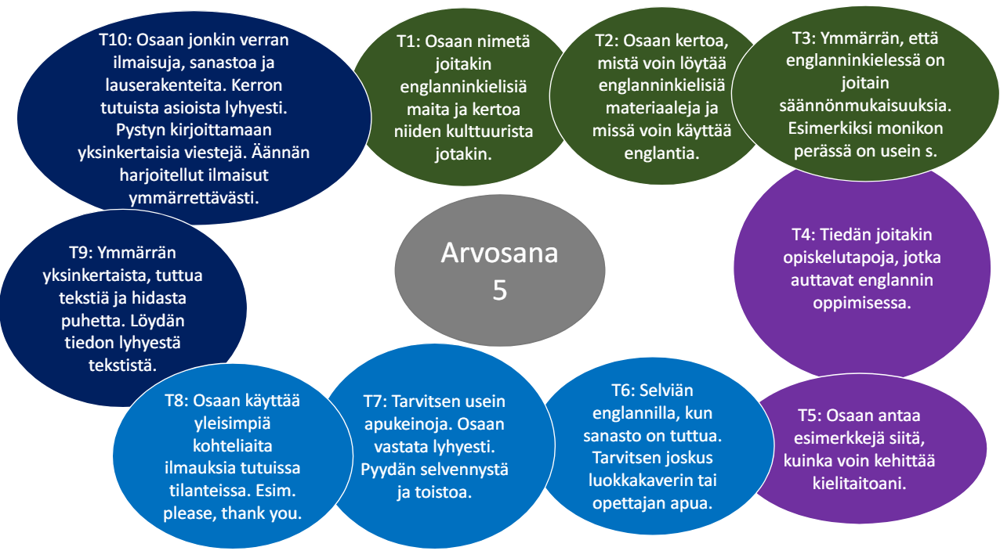 T10: Osaan jonkin verran
ilmaisuja, sanastoa ja
lauserakenteita. Kerron
tutuista asioista lyhyesti.
Pystyn kirjoittamaan
yksinkertaisia viestejä. Äännän
harjoitellut ilmaisut
ymmärrettävästi.
T1: Osaan nimetä
joitakin
englanninkielisiä
maita ja kertoa
niiden kulttuurista
jotakin.
T2: Osaan kertoa,
mistä voin löytää
englanninkielisiä
materiaaleja ja
missä voin käyttää
englantia.
T3: Ymmärrän, että
englanninkielessä on
joitain
säännönmukaisuuksia.
Esimerkiksi monikon
perässä on usein s.
T4: Tiedän joitakin
opiskelutapoja, jotka
auttavat englannin
oppimisessa.
T5: Osaan antaa
esimerkkejä siitä,
kuinka voin kehittää
kielitaitoani.
T6: Selviän
englannilla, kun
sanasto on tuttua.
Tarvitsen joskus
luokkakaverin tai
opettajan apua.
T7: Tarvitsen usein
apukeinoja. Osaan
vastata lyhyesti.
Pyydän selvennystä
ja toistoa.
T8: Osaan käyttää
yleisimpiä
kohteliaita
ilmauksia tutuissa
tilanteissa. Esim.
please, thank you.
T9: Ymmärrän
yksinkertaista, tuttua
tekstiä ja hidasta
puhetta. Löydän
tiedon lyhyestä
tekstistä.
Arvosana
5